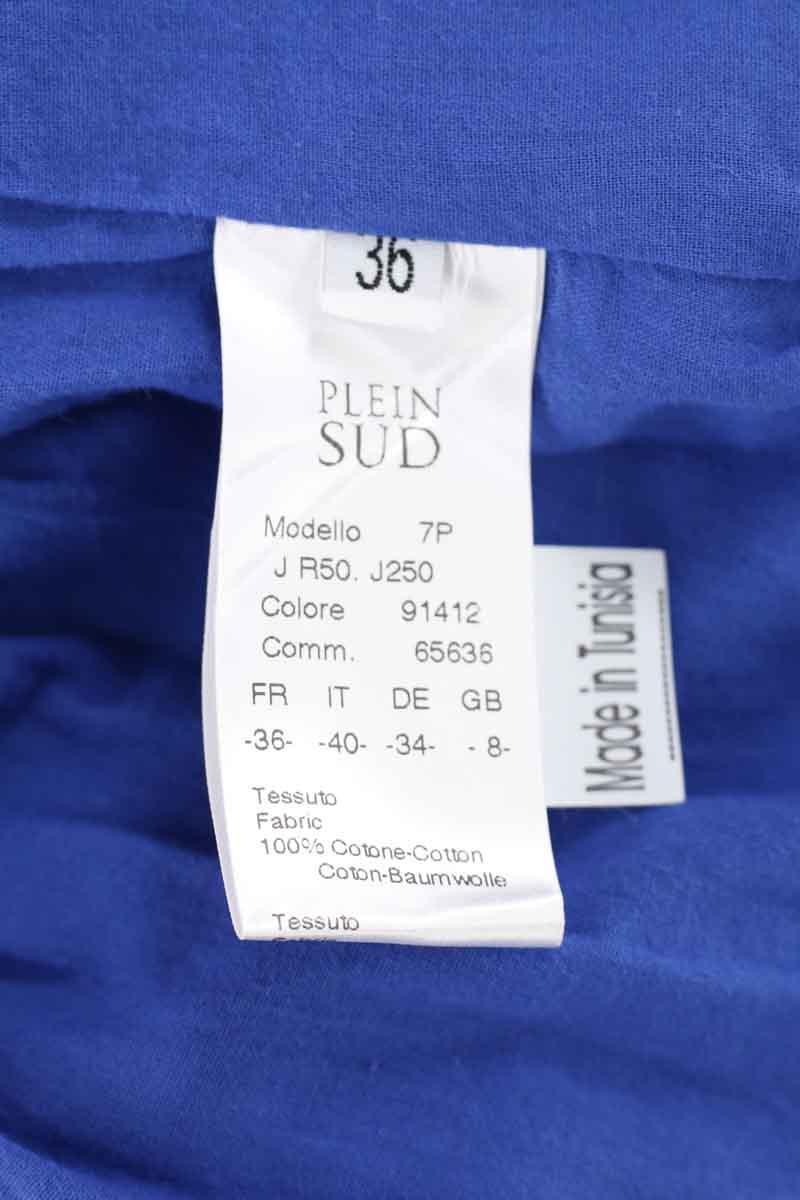 36
PLEIN
SUD
Modello 7P
J R50. J250
Colore 91412
Comm. 65636
FR IT DE GB
-36- -40- -34- - 8-
Tessuto
Fabric
100% Cotone-Cotton
Coton-Baumwolle
Tessuto
Made in Tunisia